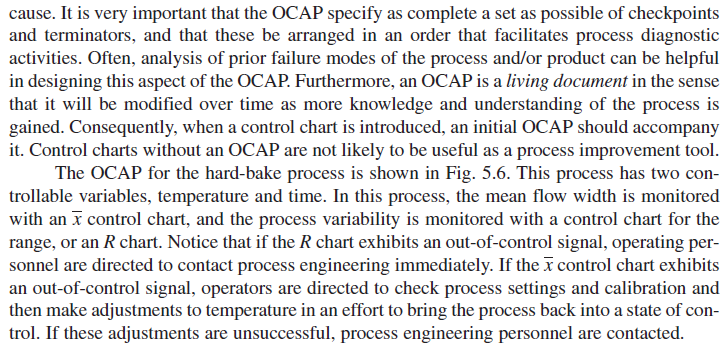 cause. It is very important that the OCAP specify as complete a set as possible of checkpoints
and terminators, and that these be arranged in an order that facilitates process diagnostic
activities. Often, analysis of prior failure modes of the process and/or product can be helpful
in designing this aspect of the OCAP. Furthermore, an OCAP is a living document in the sense
that it will be modified over time as more knowledge and understanding of the process is
gained. Consequently, when a control chart is introduced, an initial OCAP should accompany
it. Control charts without an OCAP are not likely to be useful as a process improvement tool.
The OCAP for the hard-bake process is shown in Fig. 5.6. This process has two con-
trollable variables, temperature and time. In this process, the mean flow width is monitored
with an x̅ control chart, and the process variability is monitored with a control chart for the
range, or an R chart. Notice that if the R chart exhibits an out-of-control signal, operating per-
sonnel are directed to contact process engineering immediately. If the x̅ control chart exhibits
an out-of-control signal, operators are directed to check process settings and calibration and
then make adjustments to temperature in an effort to bring the process back into a state of con-
trol. If these adjustments are unsuccessful, process engineering personnel are contacted.